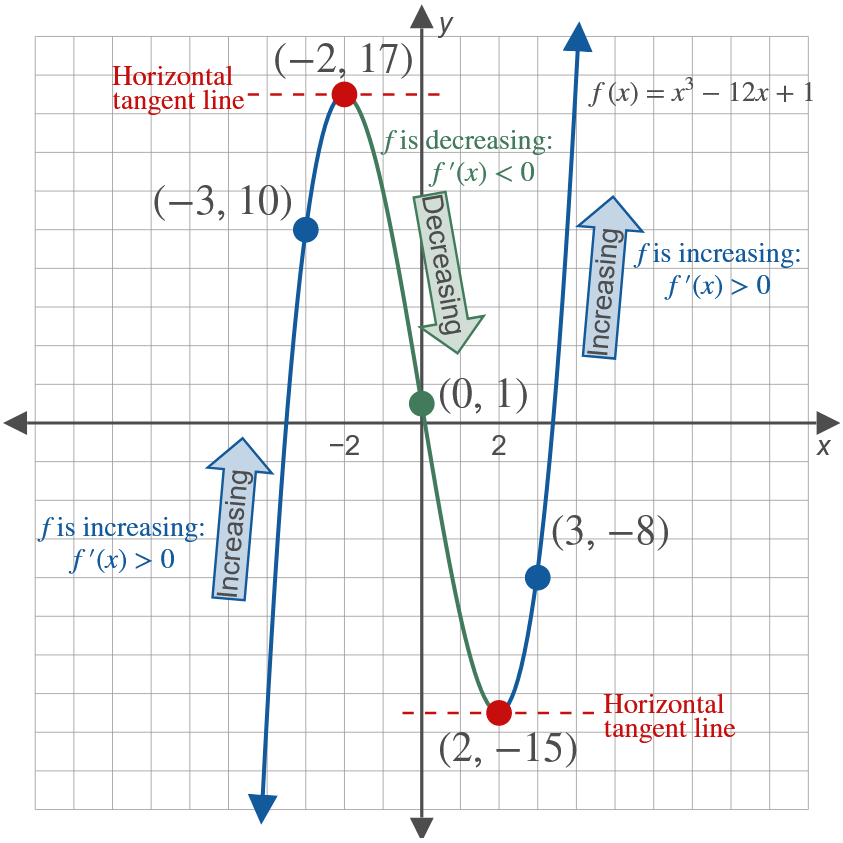 y
(−2, 17)
Horizontal
tangent line
f (x) = x³ − 12x + 1
f is decreasing:
f ′(x) < 0
(−3, 10)
Decreasing
Increasing
f is increasing:
f ′(x) > 0
(0, 1)
−2
2
x
Increasing
f is increasing:
f ′(x) > 0
(3, −8)
Horizontal
tangent line
(2, −15)